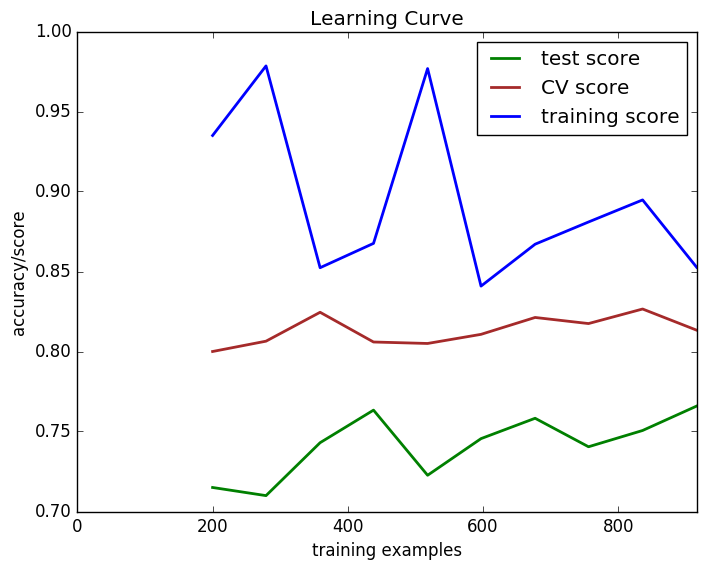 Learning Curve
test score
CV score
training score
accuracy/score
1.00
0.95
0.90
0.85
0.80
0.75
0.70
0
200
400
600
800
training examples